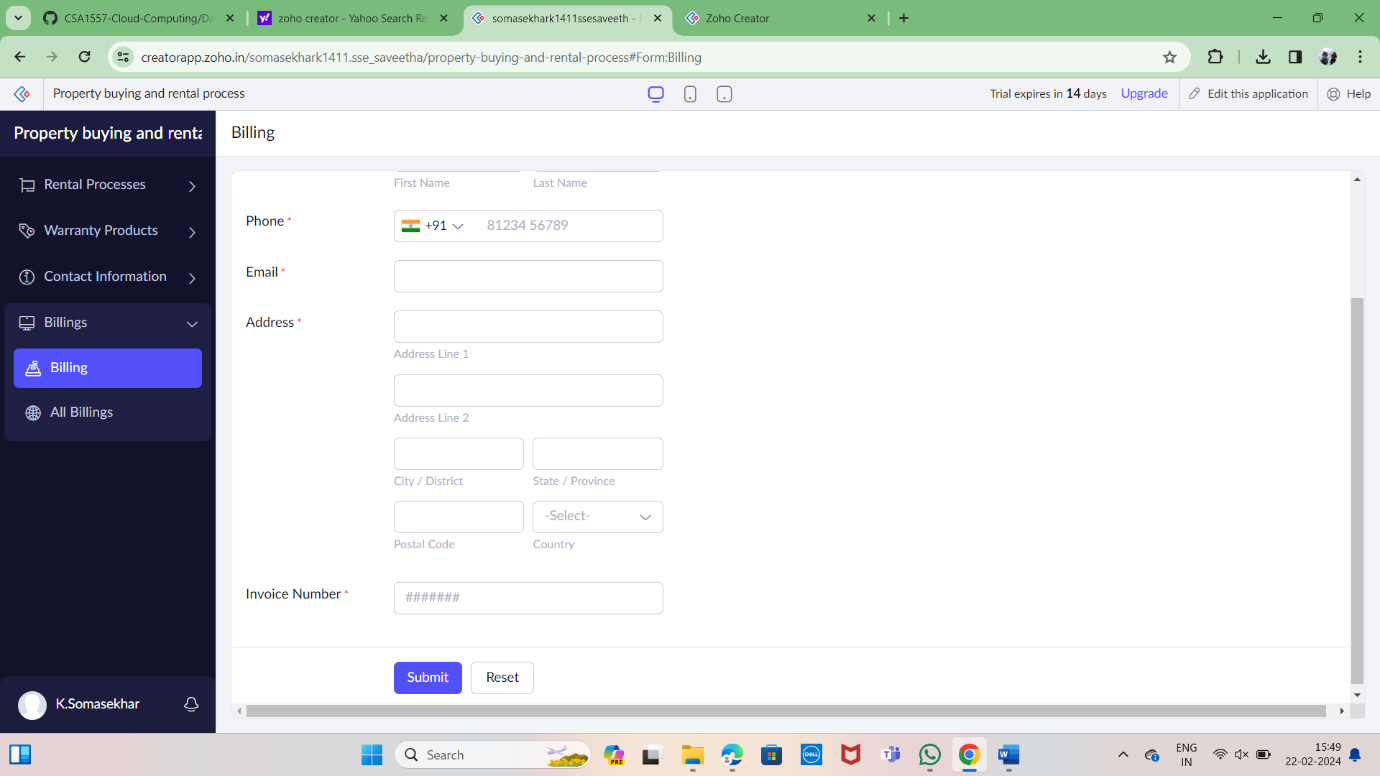 CSA1557-Cloud-Computing/Da
zoho creator - Yahoo Search Re
somasekhark1411ssesaveeth -
Zoho Creator
creatorapp.zoho.in/somasekhark1411.sse_saveetha/property-buying-and-rental-process#Form:Billing
Property buying and rental process
Trial expires in 14 days
Upgrade
Edit this application
Help
Property buying and renta
Billing
Rental Processes
Warranty Products
Contact Information
Billings
Billing
All Billings
K.Somasekhar
First Name
Last Name
Phone *
+91
81234 56789
Email *
Address *
Address Line 1
Address Line 2
City / District
State / Province
-Select-
Postal Code
Country
Invoice Number *
#######
Submit
Reset
Search
PRE
DELL
ENG
IN
15:49
22-02-2024